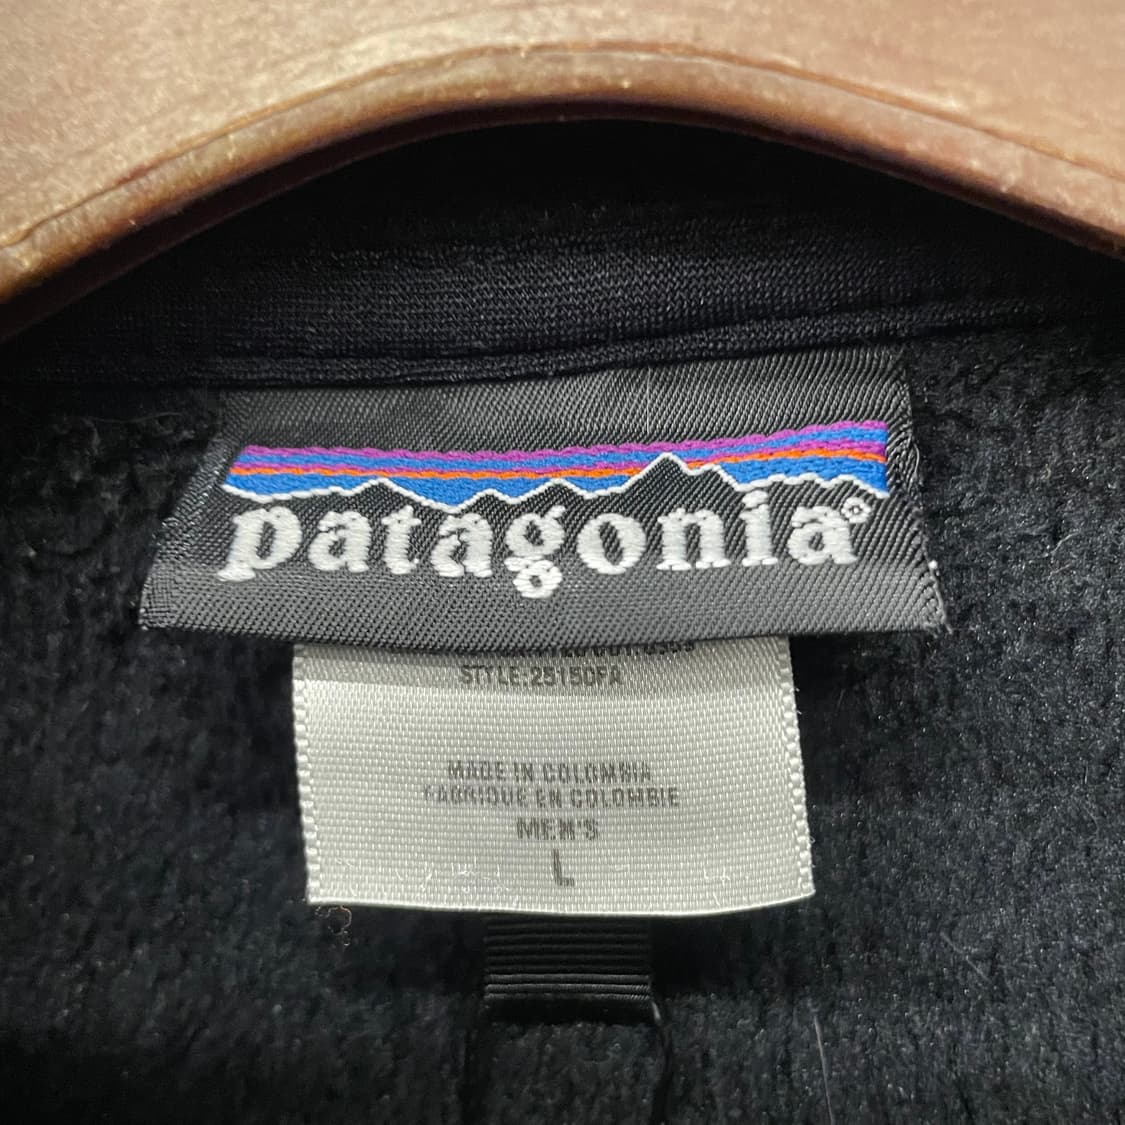 patagonia®
STYLE:25150FA
MADE IN COLOMBIA
FABRIQUE EN COLOMBIE
MEN'S
L